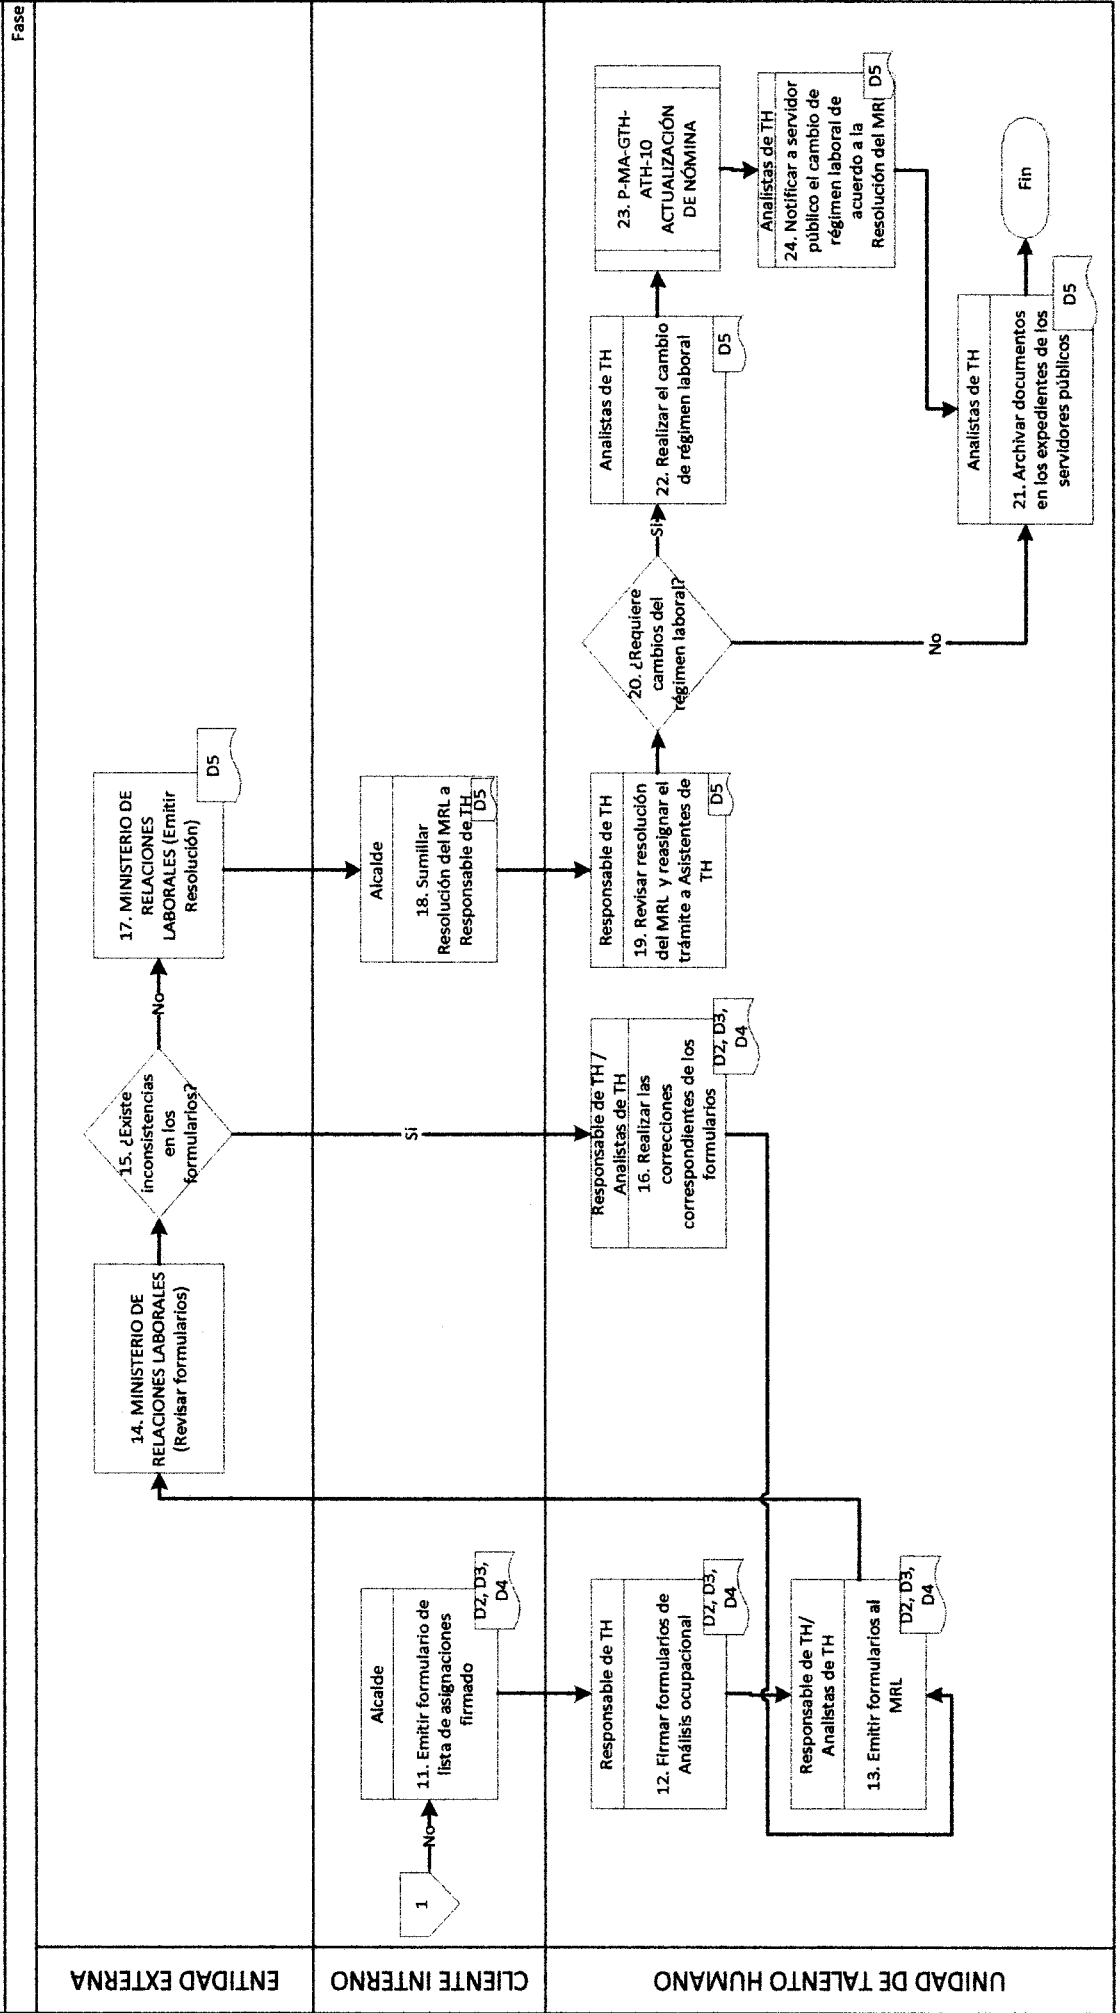 Fase
ENTIDAD EXTERNA
14. MINISTERIO DE
RELACIONES LABORALES
(Revisar formularios)
15. ¿Existe
inconsistencias
en los
formularios?
No
Si
17. MINISTERIO DE
RELACIONES
LABORALES (Emitir
Resolución)
D5
CLIENTE INTERNO
1
No
Alcalde
11. Emitir formulario de
lista de asignaciones
firmado
D2, D3,
D4
Alcalde
18. Sumillar
Resolución del MRL a
Responsable de TH
D5
UNIDAD DE TALENTO HUMANO
Responsable de TH
12. Firmar formularios de
Análisis ocupacional
D2, D3,
D4
Responsable de TH/
Analistas de TH
13. Emitir formularios al
MRL
D2, D3,
D4
Responsable de TH /
Analistas de TH
16. Realizar las
correcciones
correspondientes de los
formularios
D2, D3,
D4
Responsable de TH
19. Revisar resolución
del MRL y reasignar el
trámite a Asistentes de
TH
D5
20. ¿Requiere
cambios del
régimen laboral?
Si
No
Analistas de TH
22. Realizar el cambio
de régimen laboral
D5
23. P-MA-GTH-
ATH-10
ACTUALIZACIÓN
DE NÓMINA
Analistas de TH
24. Notificar a servidor
público el cambio de
régimen laboral de
acuerdo a la
Resolución del MRL
D5
Analistas de TH
21. Archivar documentos
en los expedientes de los
servidores públicos
D5
Fin